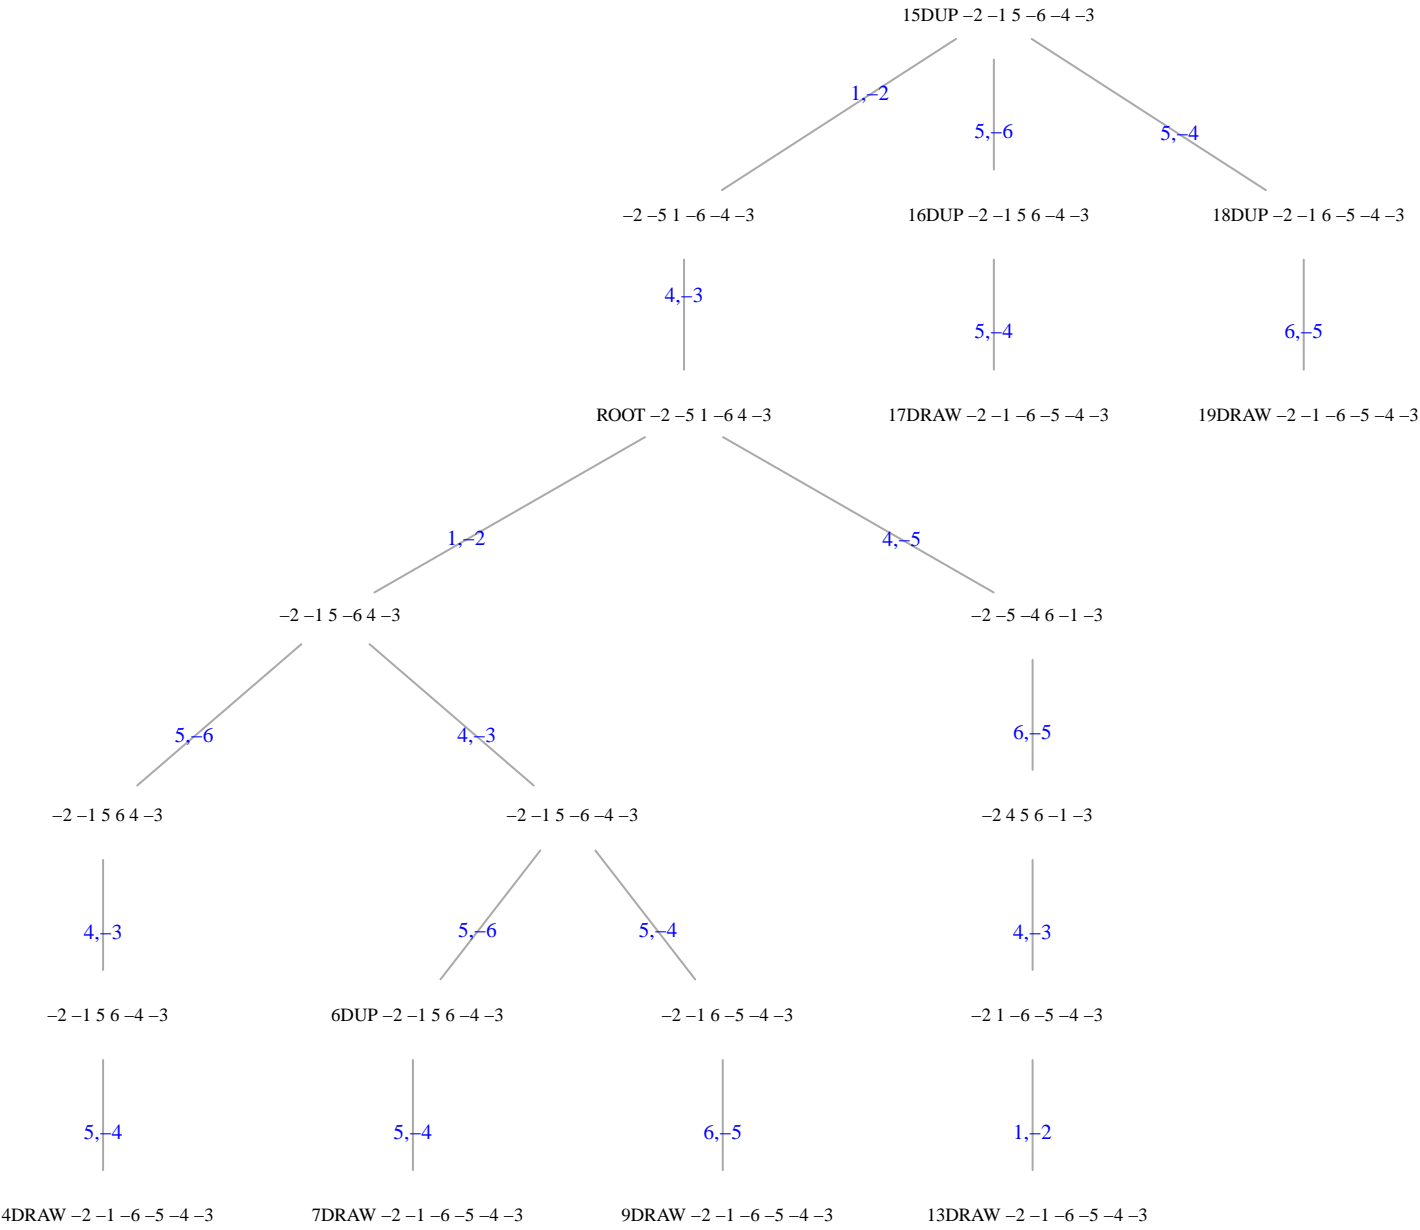 15DUP –2 –1 5 –6 –4 –3
1,–2
5,–6
5,–4
–2 –5 1 –6 –4 –3
16DUP –2 –1 5 6 –4 –3
18DUP –2 –1 6 –5 –4 –3
4,–3
5,–4
6,–5
ROOT –2 –5 1 –6 4 –3
17DRAW –2 –1 –6 –5 –4 –3
19DRAW –2 –1 –6 –5 –4 –3
1,–2
4,–5
–2 –1 5 –6 4 –3
–2 –5 –4 6 –1 –3
5,–6
4,–3
6,–5
–2 –1 5 6 4 –3
–2 –1 5 –6 –4 –3
–2 4 5 6 –1 –3
4,–3
5,–6
5,–4
4,–3
–2 –1 5 6 –4 –3
6DUP –2 –1 5 6 –4 –3
–2 –1 6 –5 –4 –3
–2 1 –6 –5 –4 –3
5,–4
5,–4
6,–5
1,–2
4DRAW –2 –1 –6 –5 –4 –3
7DRAW –2 –1 –6 –5 –4 –3
9DRAW –2 –1 –6 –5 –4 –3
13DRAW –2 –1 –6 –5 –4 –3